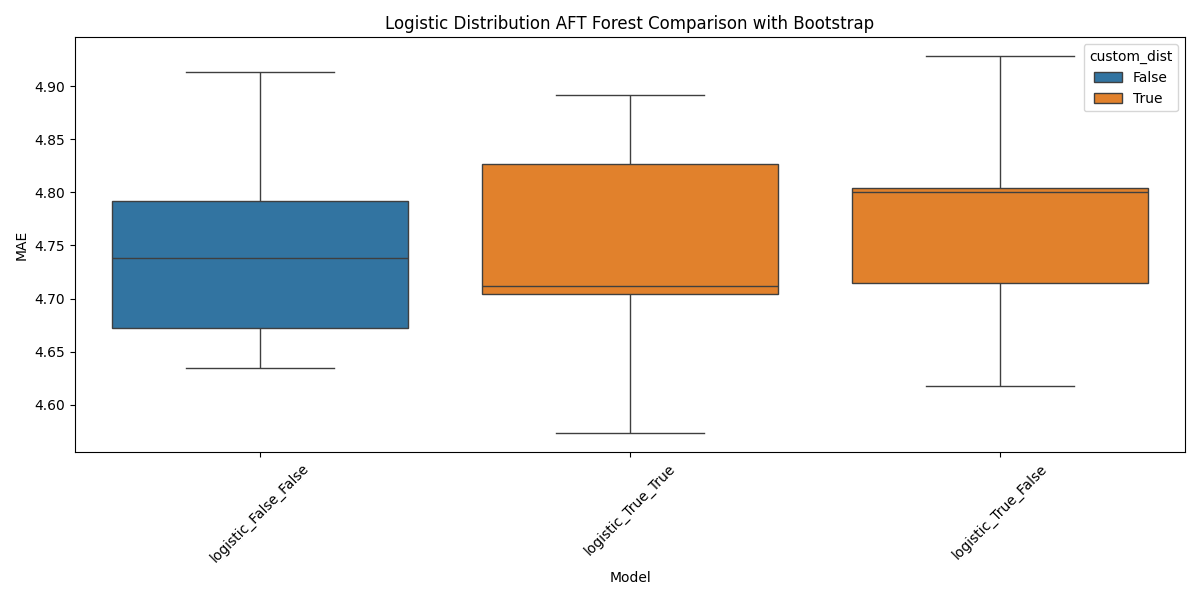 Logistic Distribution AFT Forest Comparison with Bootstrap
custom_dist
False
True
MAE
4.90
4.85
4.80
4.75
4.70
4.65
4.60
logistic_False_False
logistic_True_True
logistic_True_False
Model